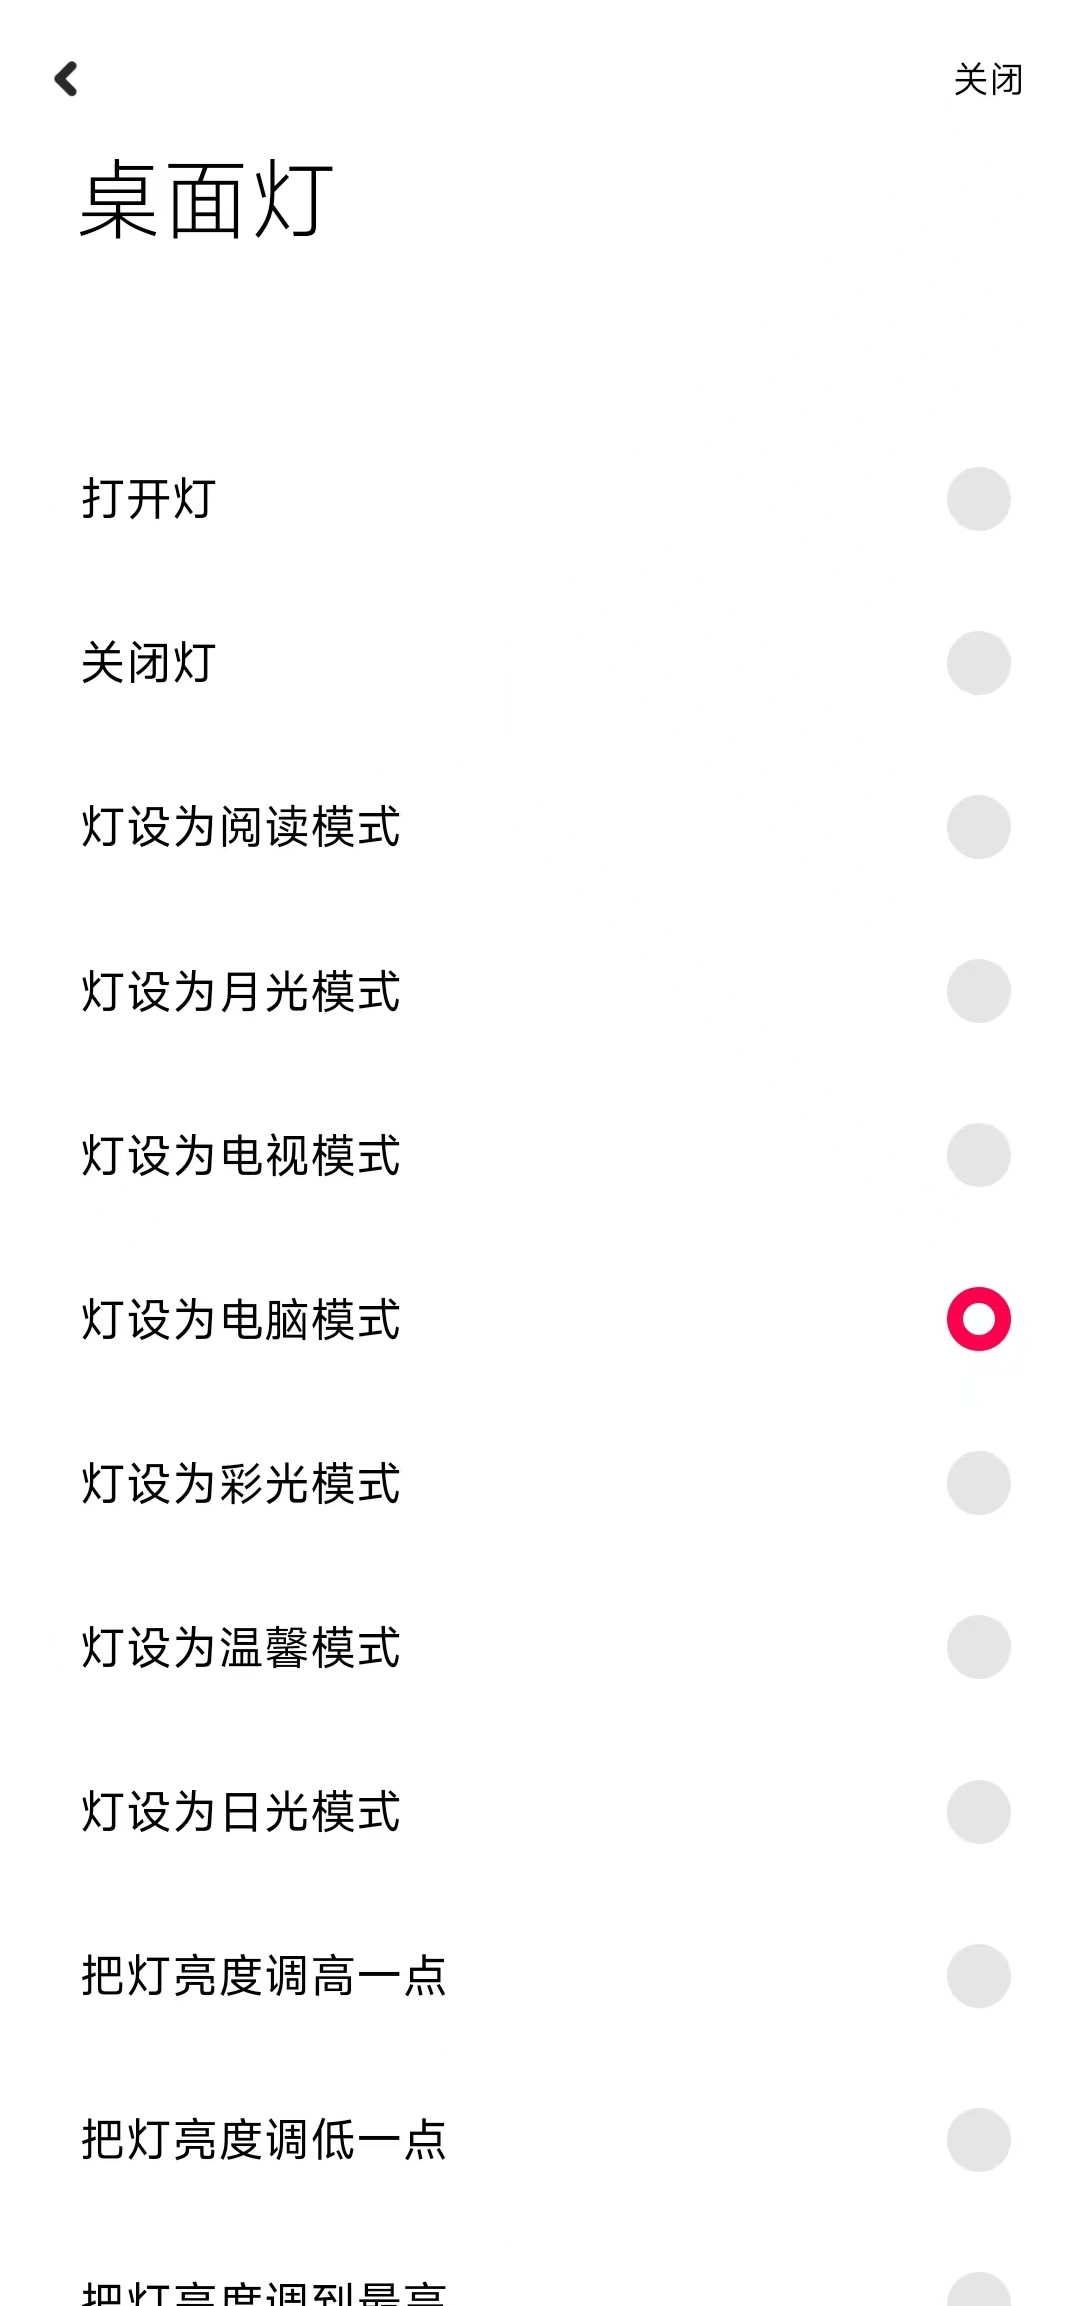 关闭
桌面灯
打开灯
关闭灯
灯设为阅读模式
灯设为月光模式
灯设为电视模式
灯设为电脑模式
灯设为彩光模式
灯设为温馨模式
灯设为日光模式
把灯亮度调高一点
把灯亮度调低一点
把灯亮度调到最高